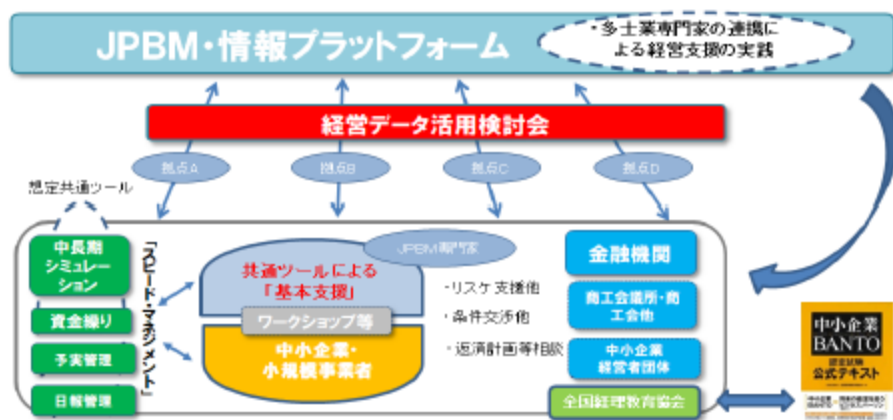 JPBM・情報プラットフォーム
・多士業専門家の連携に
よる経営支援の実践
経営データ活用検討会
拠点A
拠点B
拠点C
拠点D
想定共通ツール
中長期
シミュレー
ション
資金繰り
予実管理
日報管理
「スピード・マネジメント」
JPBM専門家
共通ツールによる
「基本支援」
ワークショップ等
中小企業・
小規模事業者
・リスケ支援他
・条件交渉他
・返済計画等相談
金融機関
商工会議所・商
工会他
中小企業
経営者団体
全国経理教育協会
中小企業
BANTO
認定試験
公式テキスト